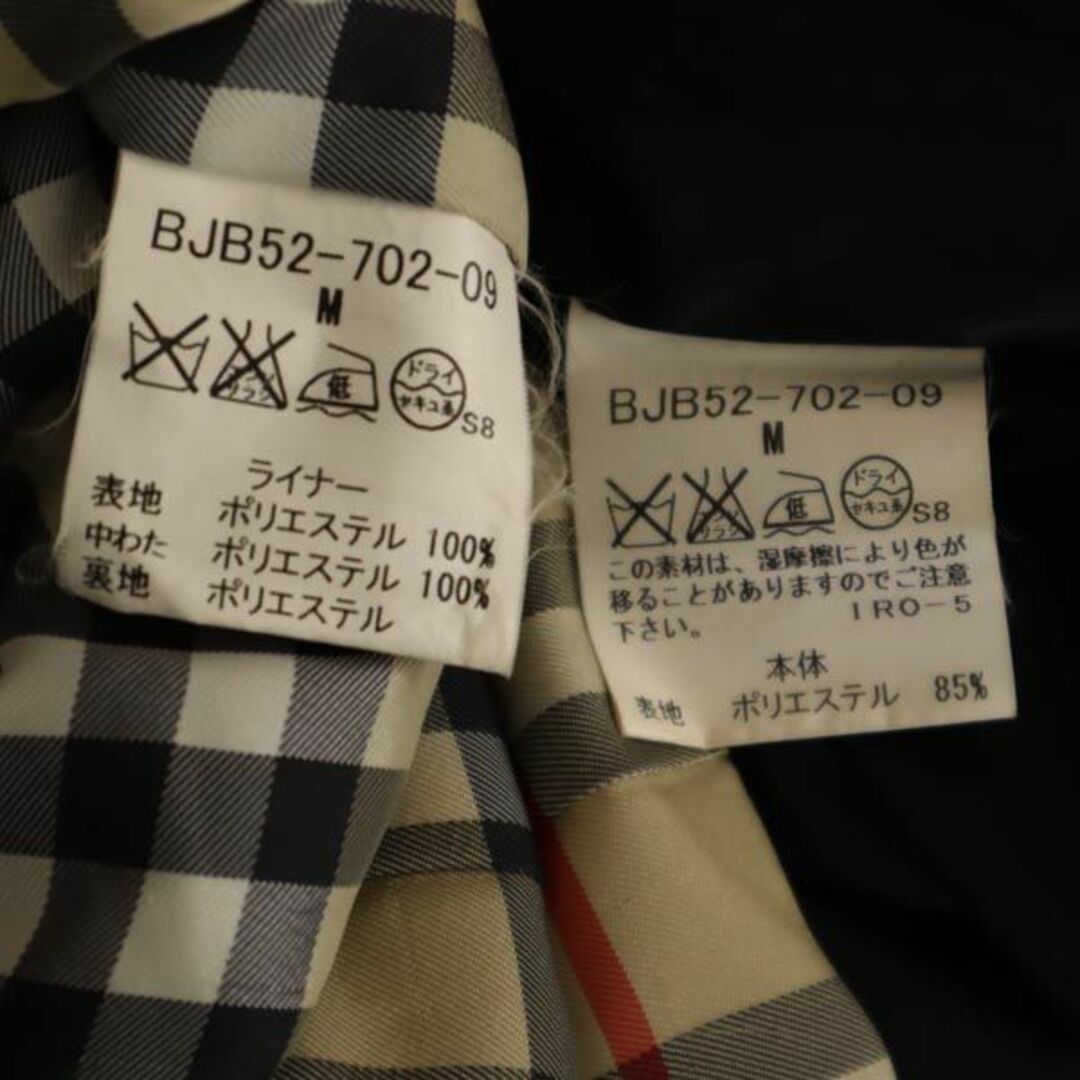 BJB52-702-09
M
低
ドライ
セキユ系
S8
ライナー
表地 ポリエステル 100%
中わた ポリエステル 100%
裏地 ポリエステル
BJB52-702-09
M
低
ドライ
セキユ系
S8
この素材は、湿摩擦により色が
移ることがありますのでご注意
下さい。 IRO-5
本体
表地 ポリエステル 85%